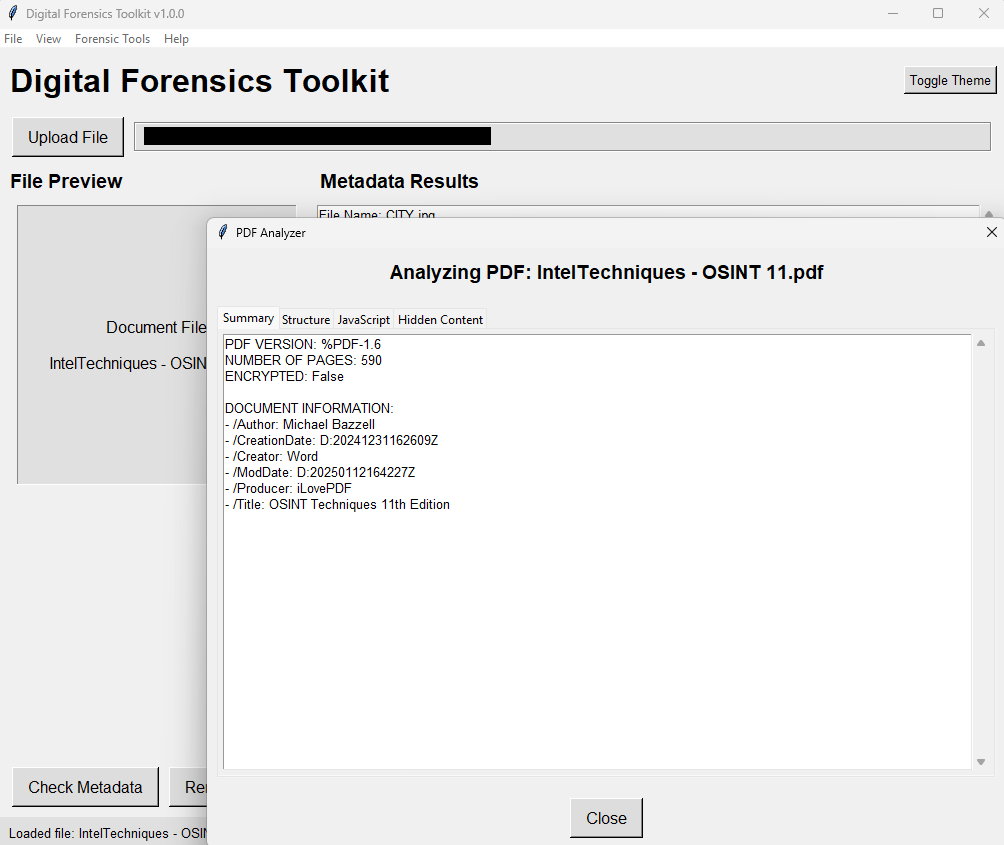 Digital Forensics Toolkit v1.0.0
File View Forensic Tools Help
Digital Forensics Toolkit
Toggle Theme
Upload File
File Preview
Metadata Results
File Name: CITY.jpg
PDF Analyzer
Analyzing PDF: IntelTechniques - OSINT 11.pdf
Document File
IntelTechniques - OSIN
Summary Structure JavaScript Hidden Content
PDF VERSION: %PDF-1.6
NUMBER OF PAGES: 590
ENCRYPTED: False
DOCUMENT INFORMATION:
- /Author: Michael Bazzell
- /CreationDate: D:20241231162609Z
- /Creator: Word
- /ModDate: D:20250112164227Z
- /Producer: iLovePDF
- /Title: OSINT Techniques 11th Edition
Check Metadata
Re
Close
Loaded file: IntelTechniques - OSIN